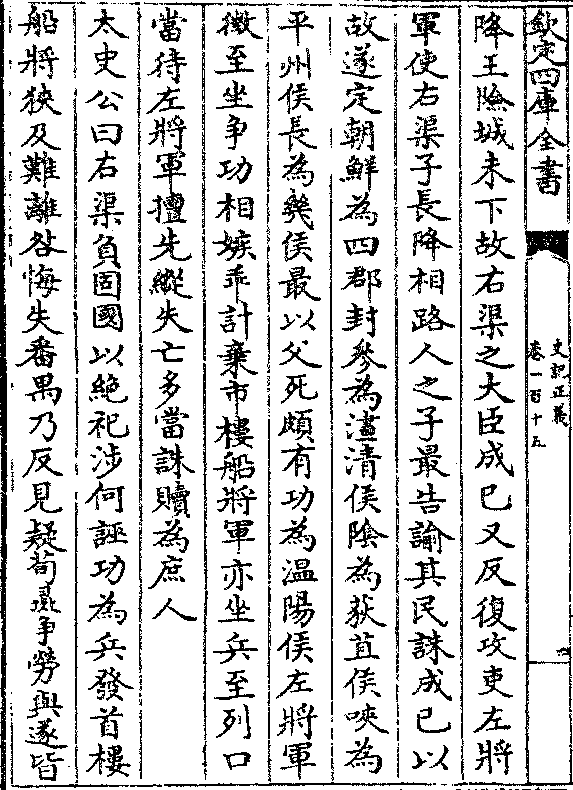 欽定四庫全書
史記正義
卷一百十五
降王險城未下故右渠之大臣成已又反復攻吏左將
軍使右渠子長降相路人之子最告諭其民誅成已以
故遂定朝鮮為四郡封參為澅清侯陰為荻苴侯唊為
平州侯長為㡬侯最以父死頗有功為温陽侯左將軍
徴至坐爭功相嫉乖計棄市樓船將軍亦坐兵至列口
當待左將軍擅先縱失亡多當誅贖為庶人
太史公曰右渠負固國以絶祀涉何誣功為兵發首樓
船將狹及難離咎悔失番禺乃反見疑荀彘爭勞與遂皆